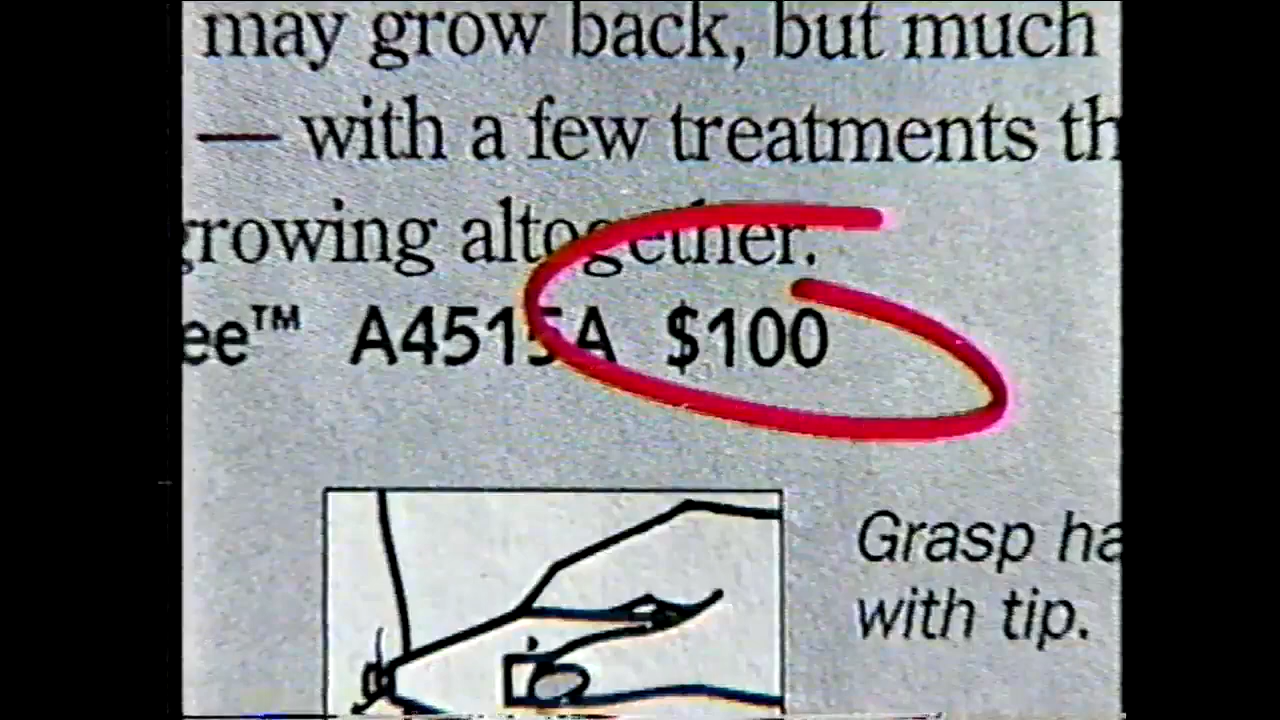 may grow back, but much
— with a few treatments th
growing altogether.
ee™ A4515A $100
Grasp ha
with tip.